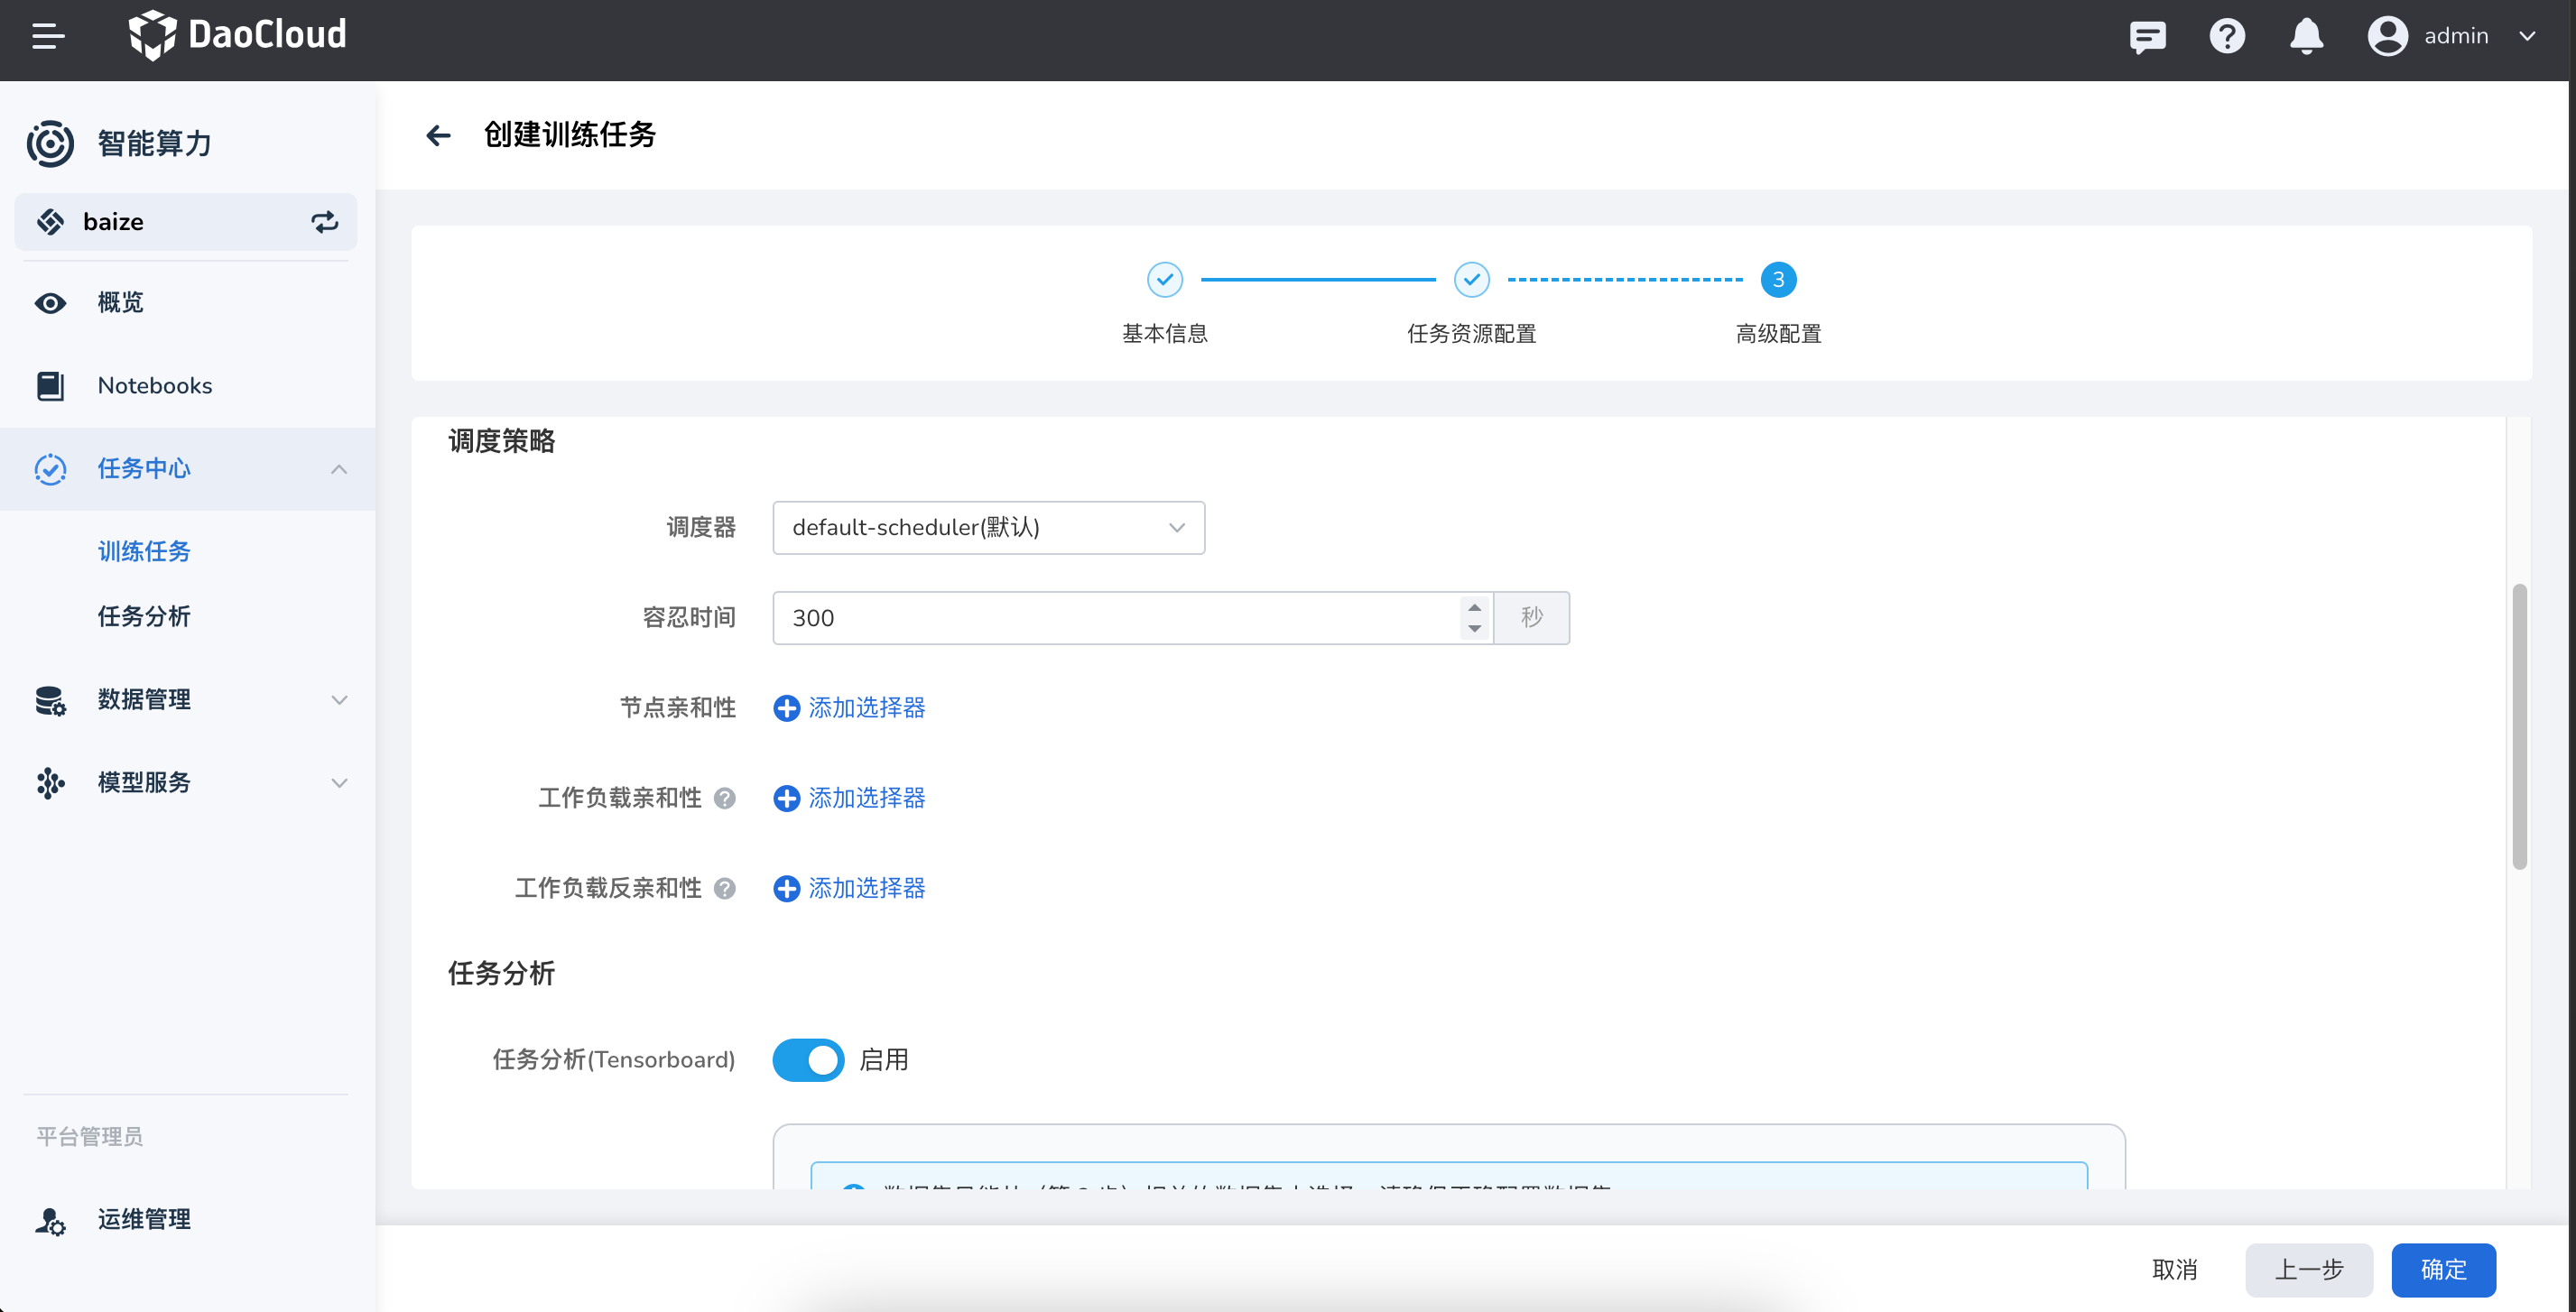 DaoCloud
admin
智能算力
baize
概览
Notebooks
任务中心
训练任务
任务分析
数据管理
模型服务
平台管理员
运维管理
创建训练任务
基本信息
任务资源配置
3
高级配置
调度策略
调度器
default-scheduler(默认)
容忍时间
300
秒
节点亲和性
添加选择器
工作负载亲和性
添加选择器
工作负载反亲和性
添加选择器
任务分析
任务分析(Tensorboard)
启用
取消
上一步
确定